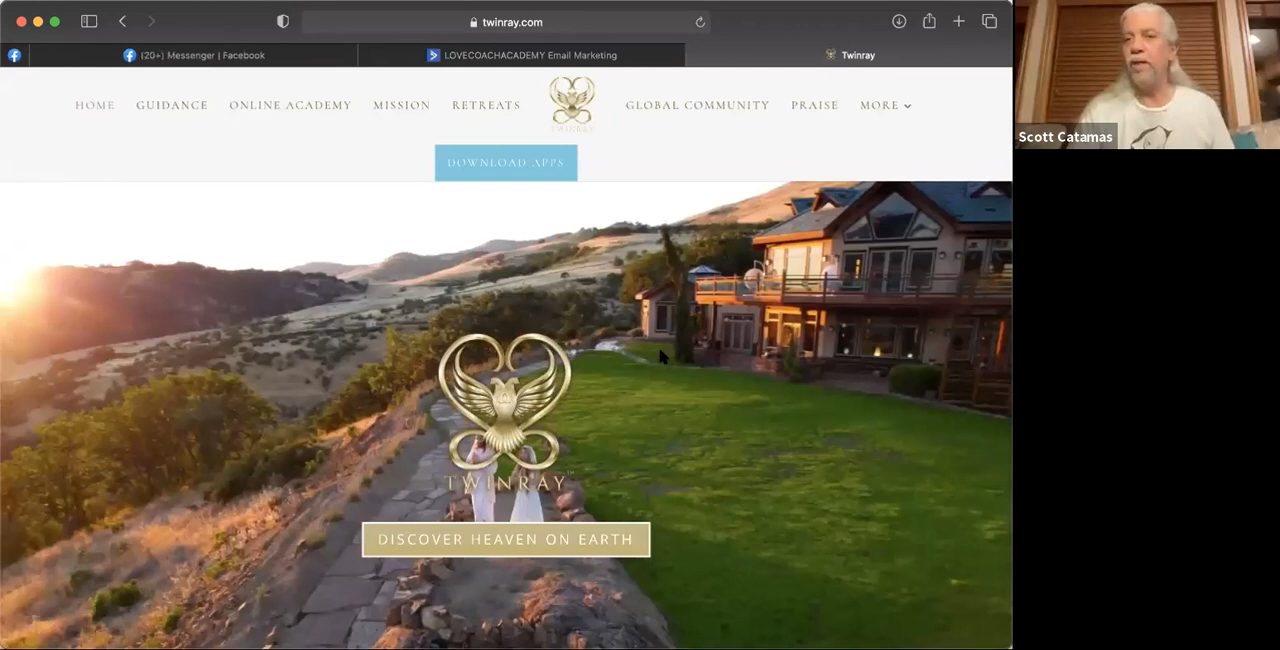 twinray.com
(20+) Messenger | Facebook
LOVECOACHACADEMY Email Marketing
Twinray
HOME GUIDANCE ONLINE ACADEMY MISSION RETREATS TWINRAY GLOBAL COMMUNITY PRAISE MORE
DOWNLOAD APPS
TWINRAY
DISCOVER HEAVEN ON EARTH
Scott Catamas